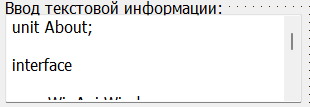 Ввод текстовой информации:
unit About;
interface